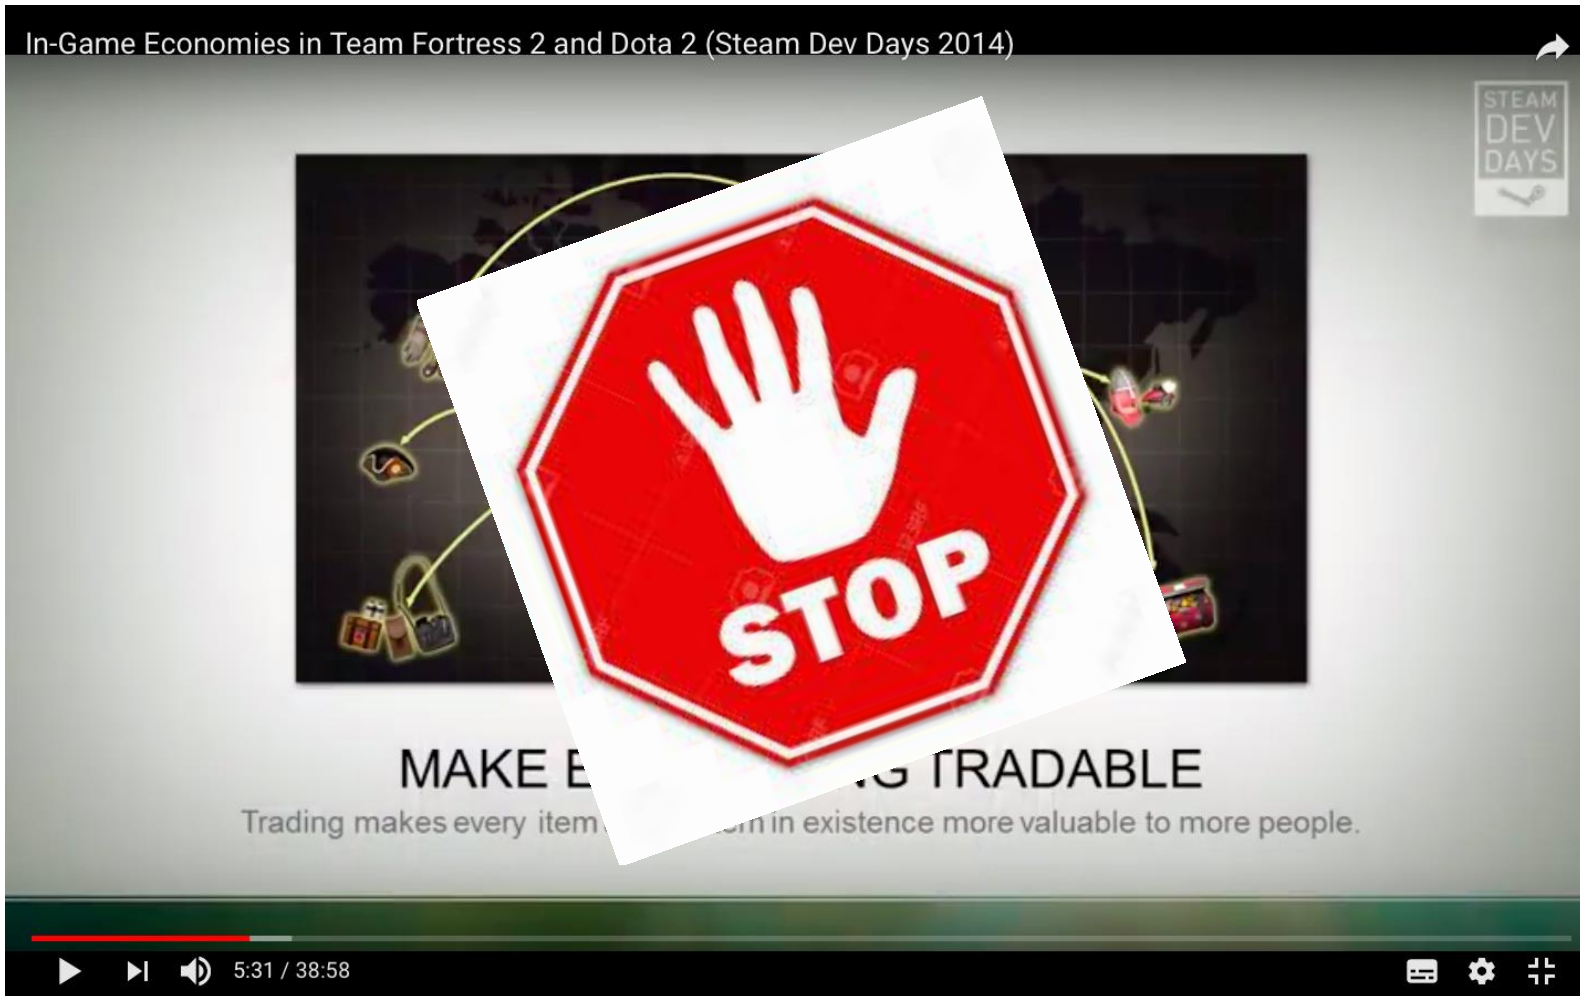 In-Game Economies in Team Fortress 2 and Dota 2 (Steam Dev Days 2014)
STEAM
DEV
DAYS
STOP
MAKE TRADABLE
Trading makes every item in existence more valuable to more people.
5:31 / 38:58